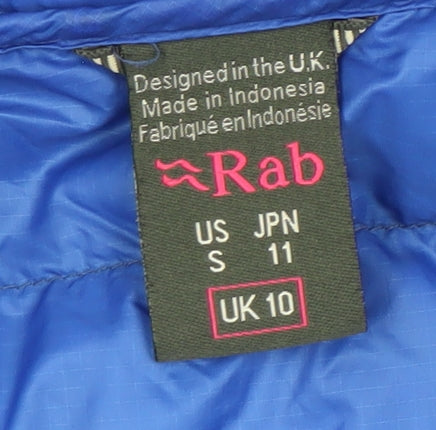 Designed in the U.K.
Made in Indonesia
Fabriqué en Indonésie
Rab
US JPN
S 11
UK 10